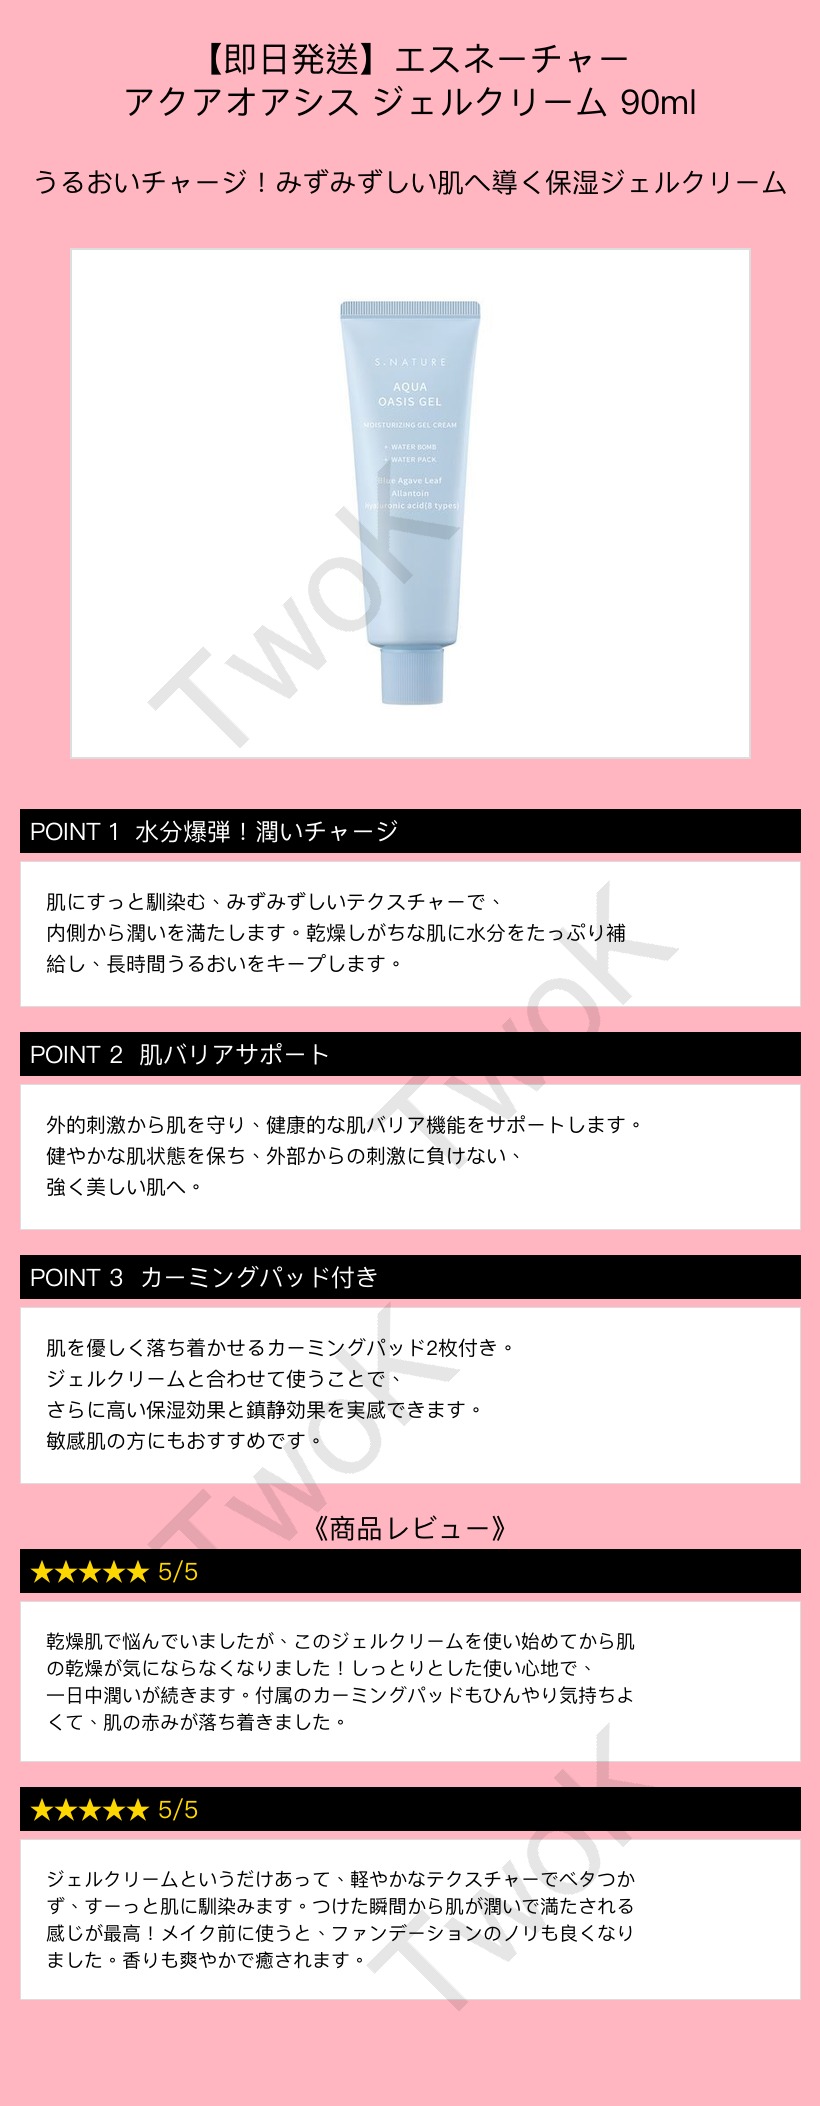 【即日発送】エスネーチャー
アクアオアシス ジェルクリーム 90ml
うるおいチャージ！みずみずしい肌へ導く保湿ジェルクリーム
S.NATURE
AQUA
OASIS GEL
MOISTURIZING GEL CREAM
+ WATER BOMB
+ WATER PACK
Blue Agave Leaf
Allantoin
Hyaluronic acid(8 types)
TwoK
POINT 1 水分爆弾！潤いチャージ
肌にすっと馴染む、みずみずしいテクスチャーで、
内側から潤いを満たします。乾燥しがちな肌に水分をたっぷり補
給し、長時間うるおいをキープします。
TwoK
POINT 2 肌バリアサポート
外的刺激から肌を守り、健康的な肌バリア機能をサポートします。
健やかな肌状態を保ち、外部からの刺激に負けない、
強く美しい肌へ。
POINT 3 カーミングパッド付き
肌を優しく落ち着かせるカーミングパッド2枚付き。
ジェルクリームと合わせて使うことで、
さらに高い保湿効果と鎮静効果を実感できます。
敏感肌の方にもおすすめです。
TwoK
《商品レビュー》
★★★★★ 5/5
乾燥肌で悩んでいましたが、このジェルクリームを使い始めてから肌
の乾燥が気にならなくなりました！しっとりとした使い心地で、
一日中潤いが続きます。付属のカーミングパッドもひんやり気持ちよ
くて、肌の赤みが落ち着きました。
★★★★★ 5/5
ジェルクリームというだけあって、軽やかなテクスチャーでベタつか
ず、すーっと肌に馴染みます。つけた瞬間から肌が潤いで満たされる
感じが最高！メイク前に使うと、ファンデーションのノリも良くなり
ました。香りも爽やかで癒されます。
TwoK